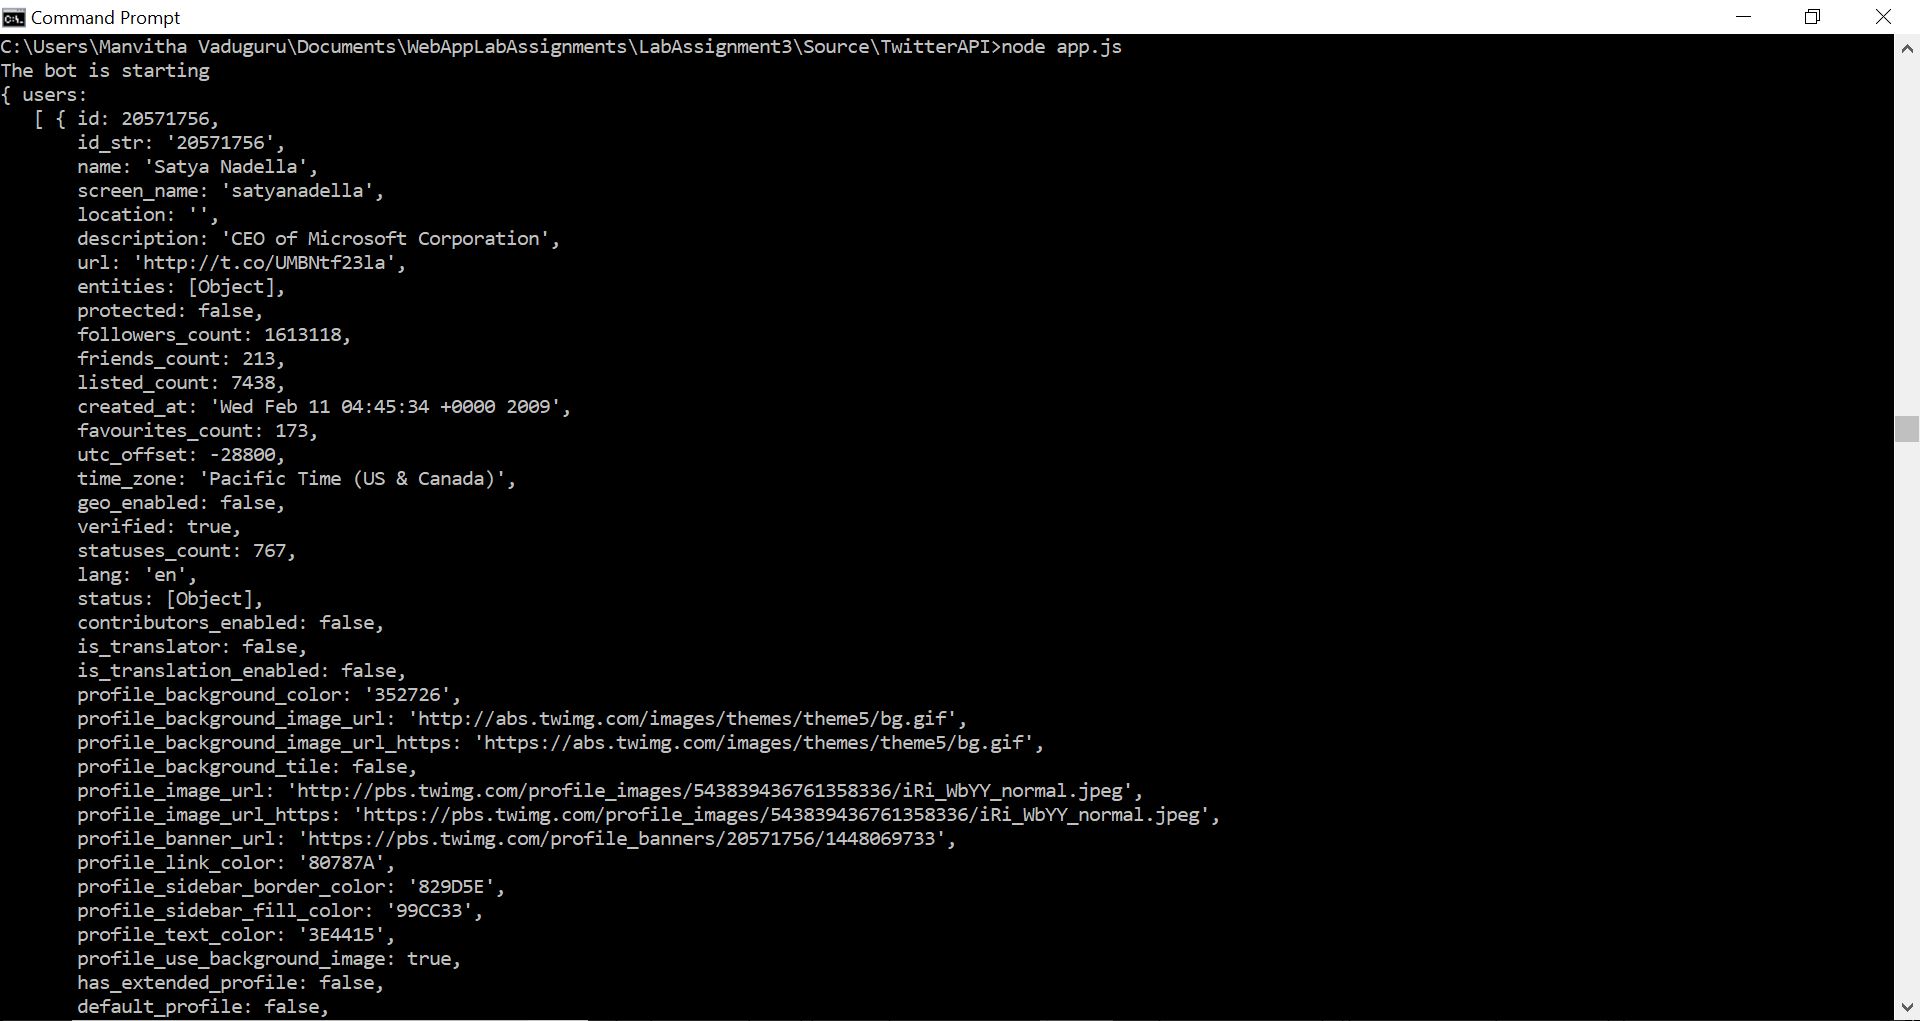 Command Prompt
C:\Users\Manvitha Vaduguru\Documents\WebAppLabAssignments\LabAssignment3\Source\TwitterAPI>node app.js
The bot is starting
{ users:
   [ { id: 20571756,
       id_str: '20571756',
       name: 'Satya Nadella',
       screen_name: 'satyanadella',
       location: '',
       description: 'CEO of Microsoft Corporation',
       url: 'http://t.co/UMBNtf23la',
       entities: [Object],
       protected: false,
       followers_count: 1613118,
       friends_count: 213,
       listed_count: 7438,
       created_at: 'Wed Feb 11 04:45:34 +0000 2009',
       favourites_count: 173,
       utc_offset: -28800,
       time_zone: 'Pacific Time (US & Canada)',
       geo_enabled: false,
       verified: true,
       statuses_count: 767,
       lang: 'en',
       status: [Object],
       contributors_enabled: false,
       is_translator: false,
       is_translation_enabled: false,
       profile_background_color: '352726',
       profile_background_image_url: 'http://abs.twimg.com/images/themes/theme5/bg.gif',
       profile_background_image_url_https: 'https://abs.twimg.com/images/themes/theme5/bg.gif',
       profile_background_tile: false,
       profile_image_url: 'http://pbs.twimg.com/profile_images/543839436761358336/iRi_WbYY_normal.jpeg',
       profile_image_url_https: 'https://pbs.twimg.com/profile_images/543839436761358336/iRi_WbYY_normal.jpeg',
       profile_banner_url: 'https://pbs.twimg.com/profile_banners/20571756/1448069733',
       profile_link_color: '80787A',
       profile_sidebar_border_color: '829D5E',
       profile_sidebar_fill_color: '99CC33',
       profile_text_color: '3E4415',
       profile_use_background_image: true,
       has_extended_profile: false,
       default_profile: false,